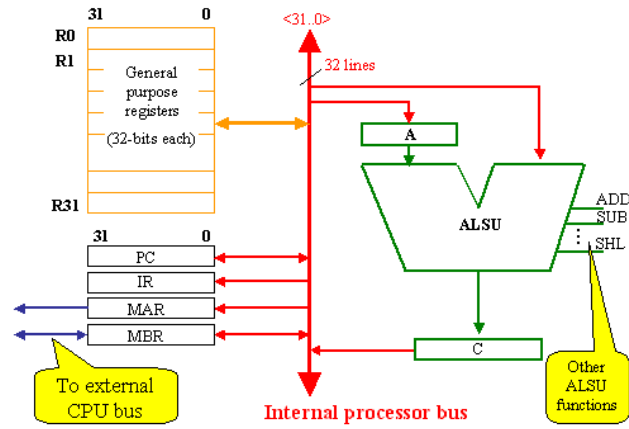 31 0
<31..0>
R0
R1
General
purpose
registers
(32-bits each)
R31
32 lines
A
ALSU
ADD
SUB
⋮
SHL
31 0
PC
IR
MAR
MBR
C
To external
CPU bus
Other
ALSU
functions
Internal processor bus